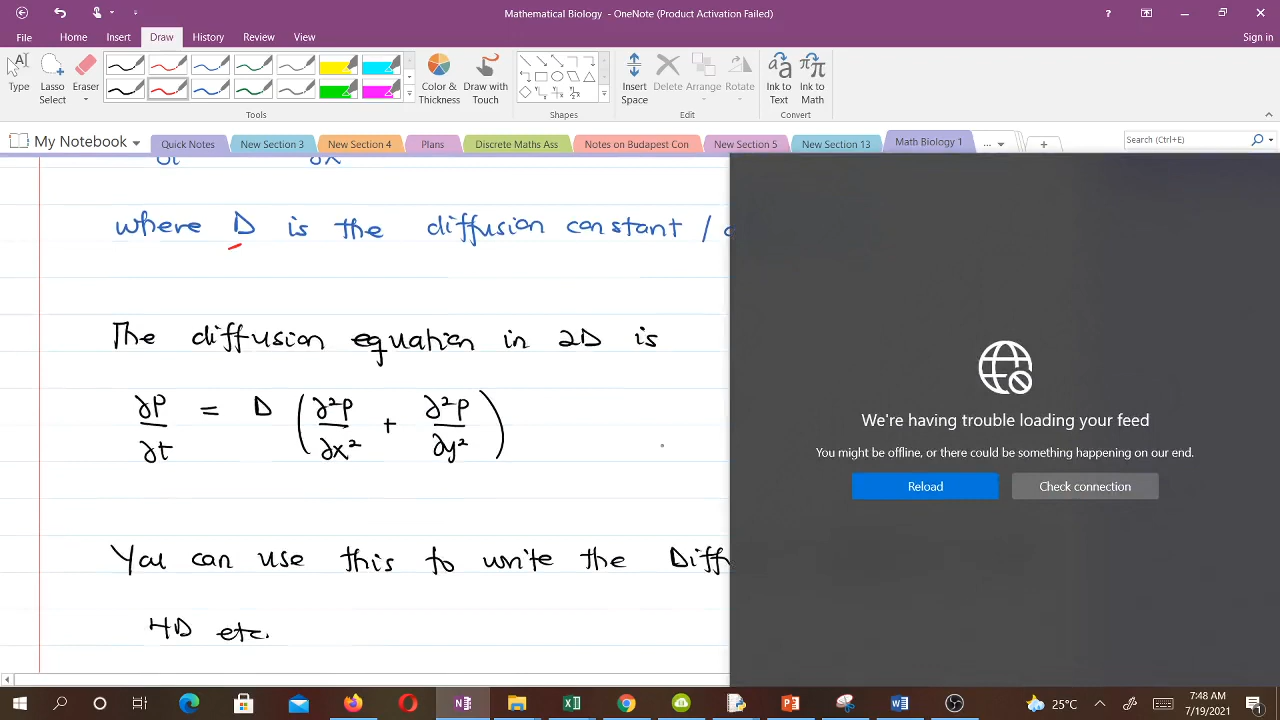 Mathematical Biology - OneNote (Product Activation Failed)
File Home Insert Draw History Review View
Sign in
Type Lasso Select Eraser Color & Thickness Draw with Touch Insert Space Delete Arrange Rotate Ink to Text Ink to Math
Tools Shapes Edit Convert
My Notebook Quick Notes New Section 3 New Section 4 Plans Discrete Maths Ass Notes on Budapest Con New Section 5 New Section 13 Math Biology 1 ... Search (Ctrl+E)
∂t ∂x
where D is the diffusion constant /
The diffusion equation in 2D is
∂P/∂t = D (∂²P/∂x² + ∂²P/∂y²)
You can use this to write the Diff
4D etc.
We're having trouble loading your feed
You might be offline, or there could be something happening on our end.
Reload Check connection
25°C 7:48 AM
7/19/2021